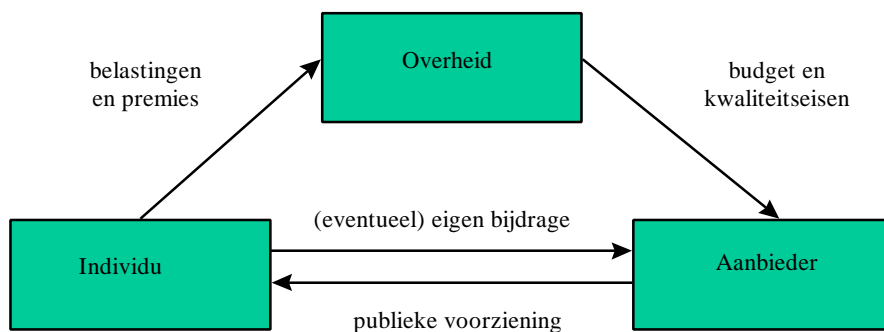 Overheid
belastingen
en premies
budget en
kwaliteitseisen
(eventueel) eigen bijdrage
Individu
Aanbieder
publieke voorziening